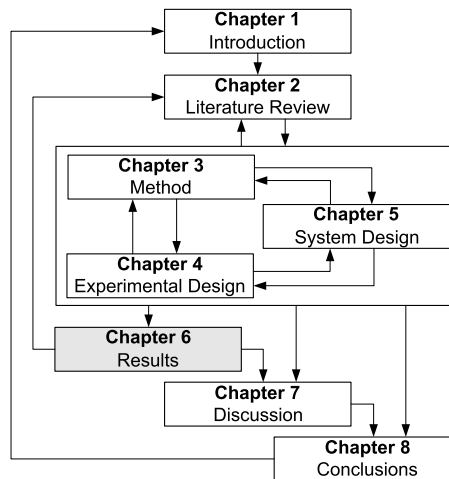 Chapter 1
Introduction
Chapter 2
Literature Review
Chapter 3
Method
Chapter 5
System Design
Chapter 4
Experimental Design
Chapter 6
Results
Chapter 7
Discussion
Chapter 8
Conclusions